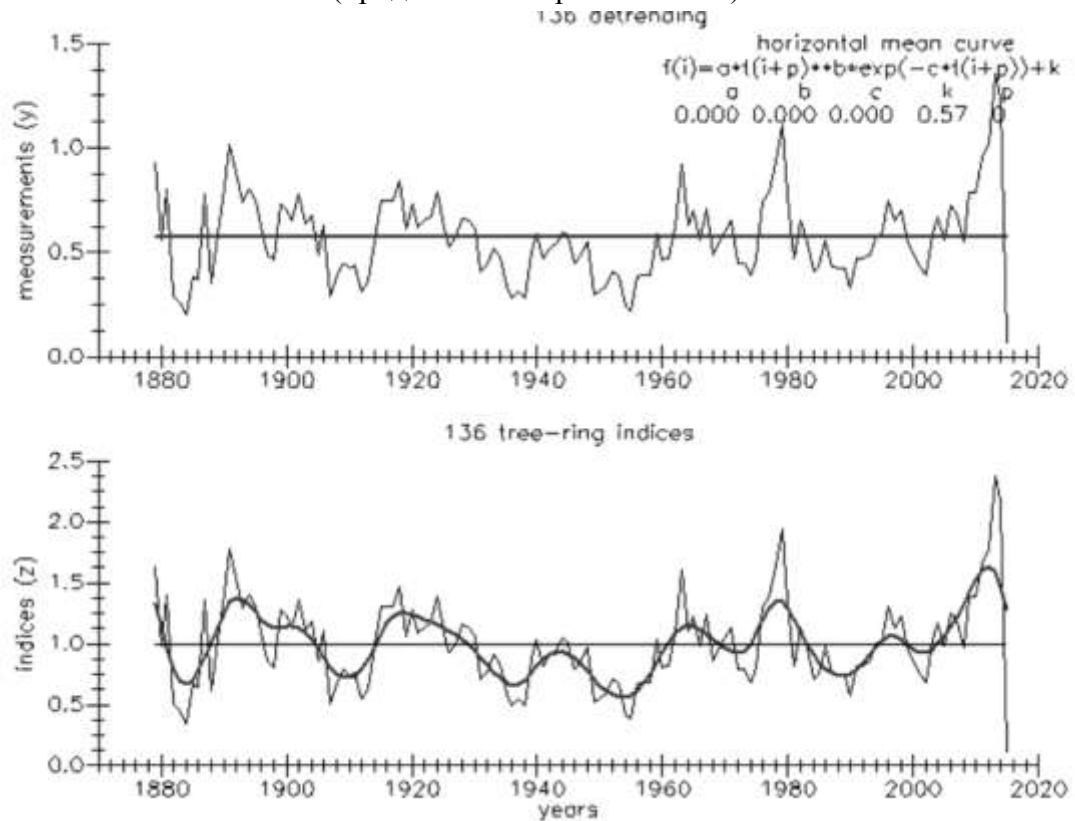 136 detrending
horizontal mean curve
f(i)=a*t(i+p)**b*exp(-c*t(i+p))+k
a b c k p
0.000 0.000 0.000 0.57 0
measurements (y)
1.5
1.0
0.5
0.0
1880 1900 1920 1940 1960 1980 2000 2020
136 tree-ring indices
indices (z)
2.5
2.0
1.5
1.0
0.5
0.0
1880 1900 1920 1940 1960 1980 2000 2020
years